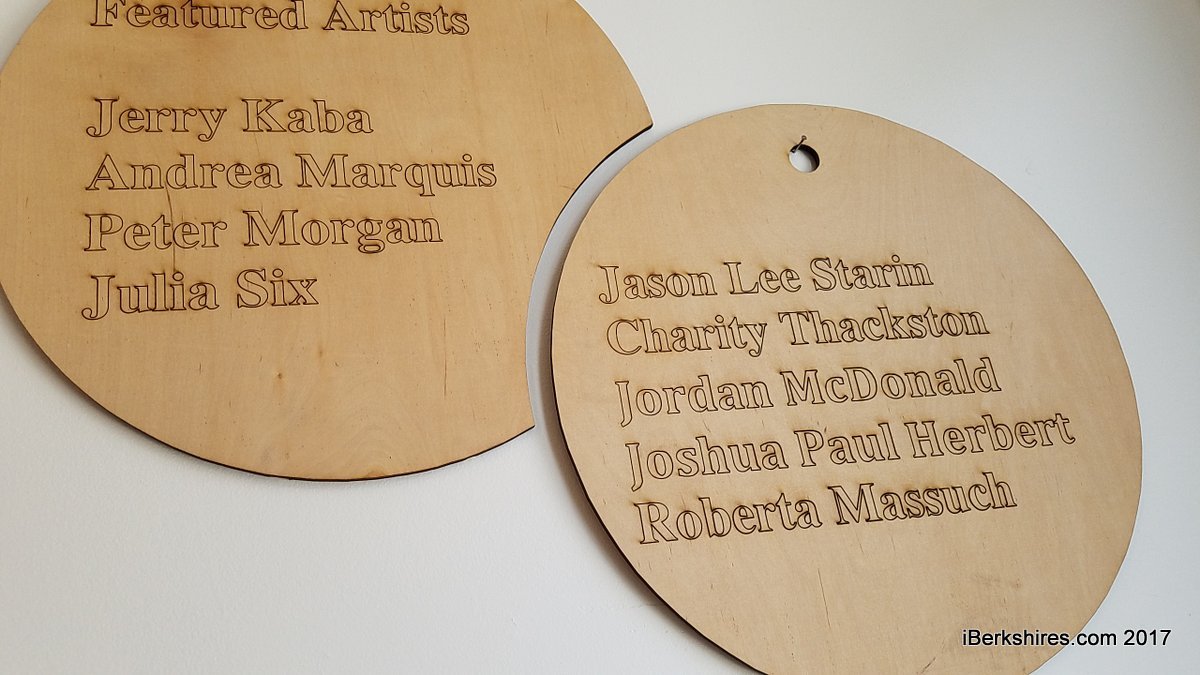 Featured Artists
Jerry Kaba
Andrea Marquis
Peter Morgan
Julia Six
Jason Lee Starin
Charity Thackston
Jordan McDonald
Joshua Paul Herbert
Roberta Massuch
iBerkshires.com 2017